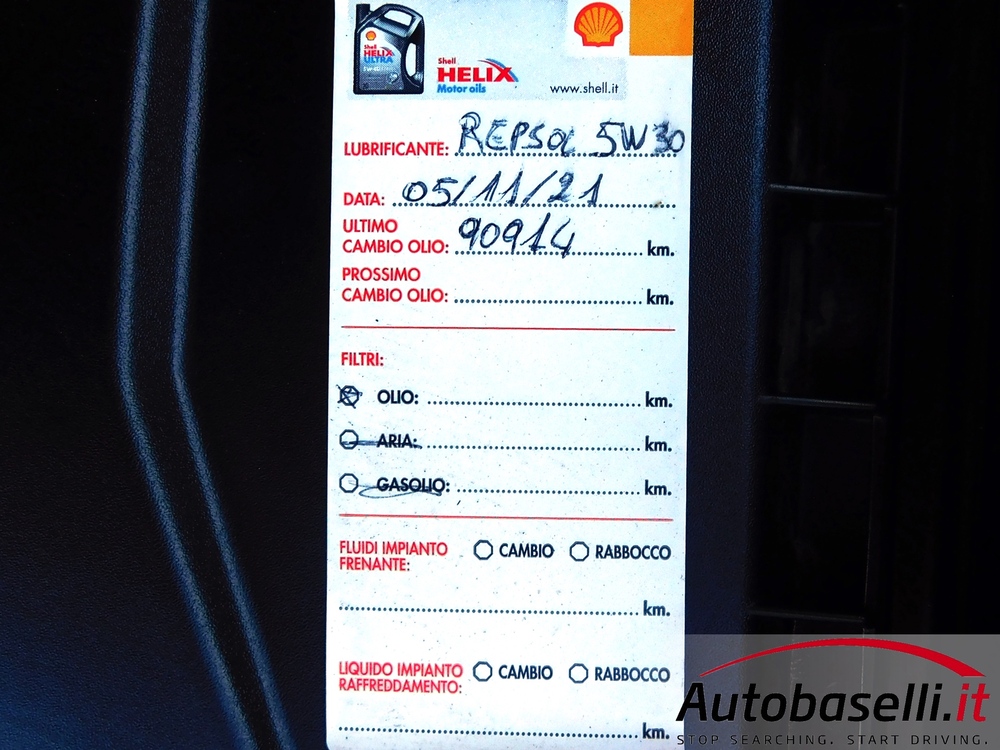 Shell
HELIX
ULTRA
5W-40
Shell
HELIX
Motor oils
www.shell.it
LUBRIFICANTE: REPSOL 5W30
DATA: 05/11/21
ULTIMO
CAMBIO OLIO: 90914 km.
PROSSIMO
CAMBIO OLIO: km.
FILTRI:
OLIO: km.
ARIA: km.
GASOLIO: km.
FLUIDI IMPIANTO CAMBIO RABBOCCO
FRENANTE:
km.
LIQUIDO IMPIANTO CAMBIO RABBOCCO
RAFFREDDAMENTO:
km.
Autobaselli.it
STOP SEARCHING. START DRIVING.